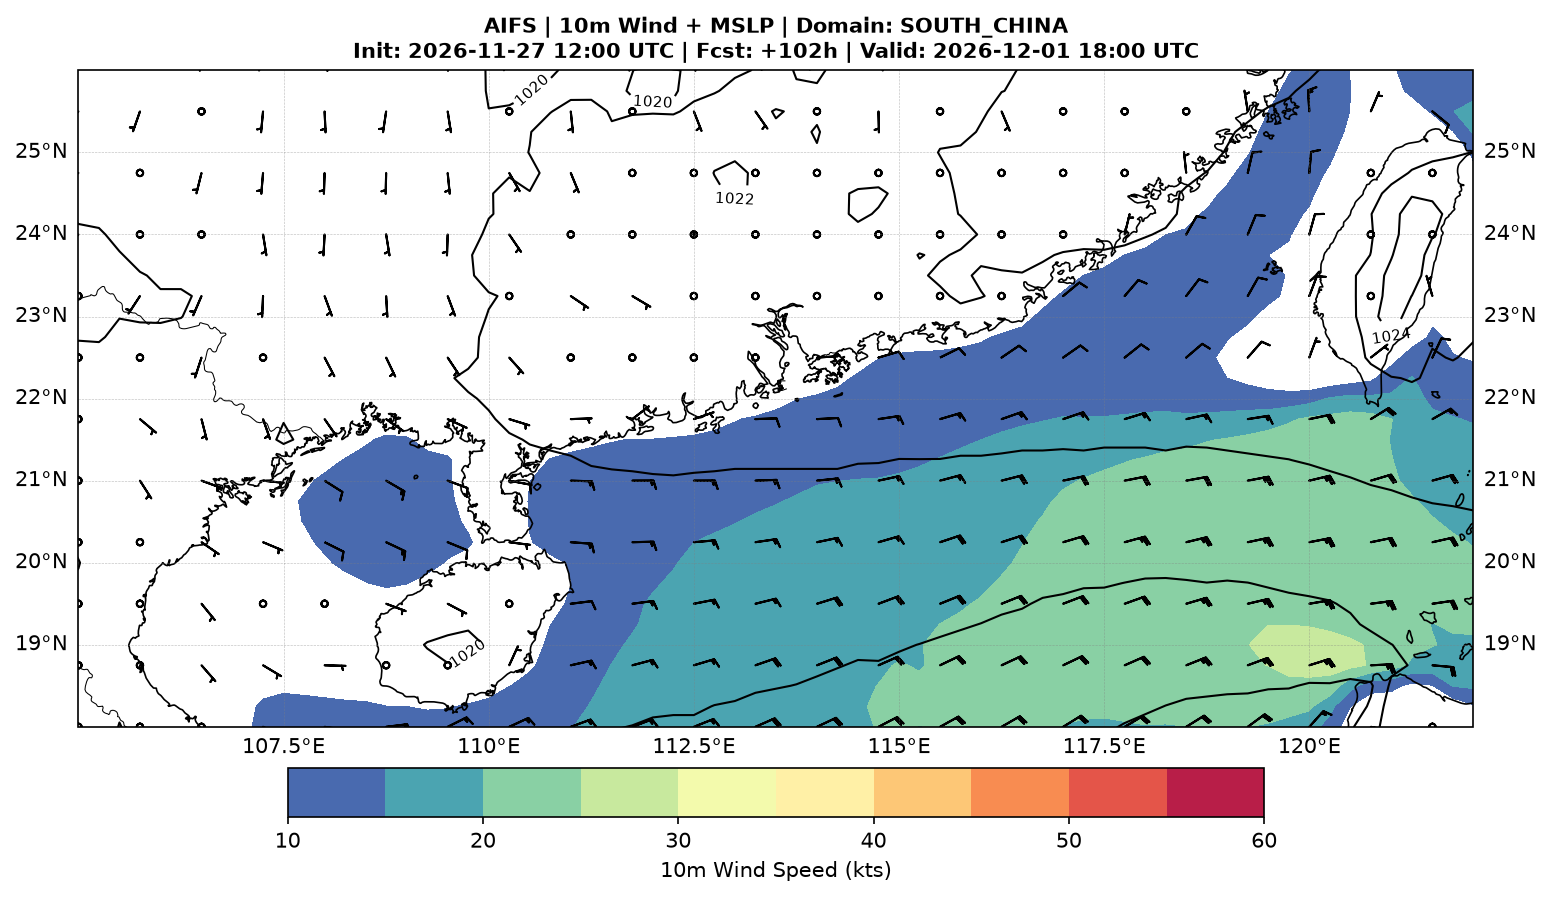 AIFS | 10m Wind + MSLP | Domain: SOUTH_CHINA
Init: 2026-11-27 12:00 UTC | Fcst: +102h | Valid: 2026-12-01 18:00 UTC
1020
1020
1022
1024
1020
25°N
25°N
24°N
24°N
23°N
23°N
22°N
22°N
21°N
21°N
20°N
20°N
19°N
19°N
107.5°E 110°E 112.5°E 115°E 117.5°E 120°E
10 20 30 40 50 60
10m Wind Speed (kts)